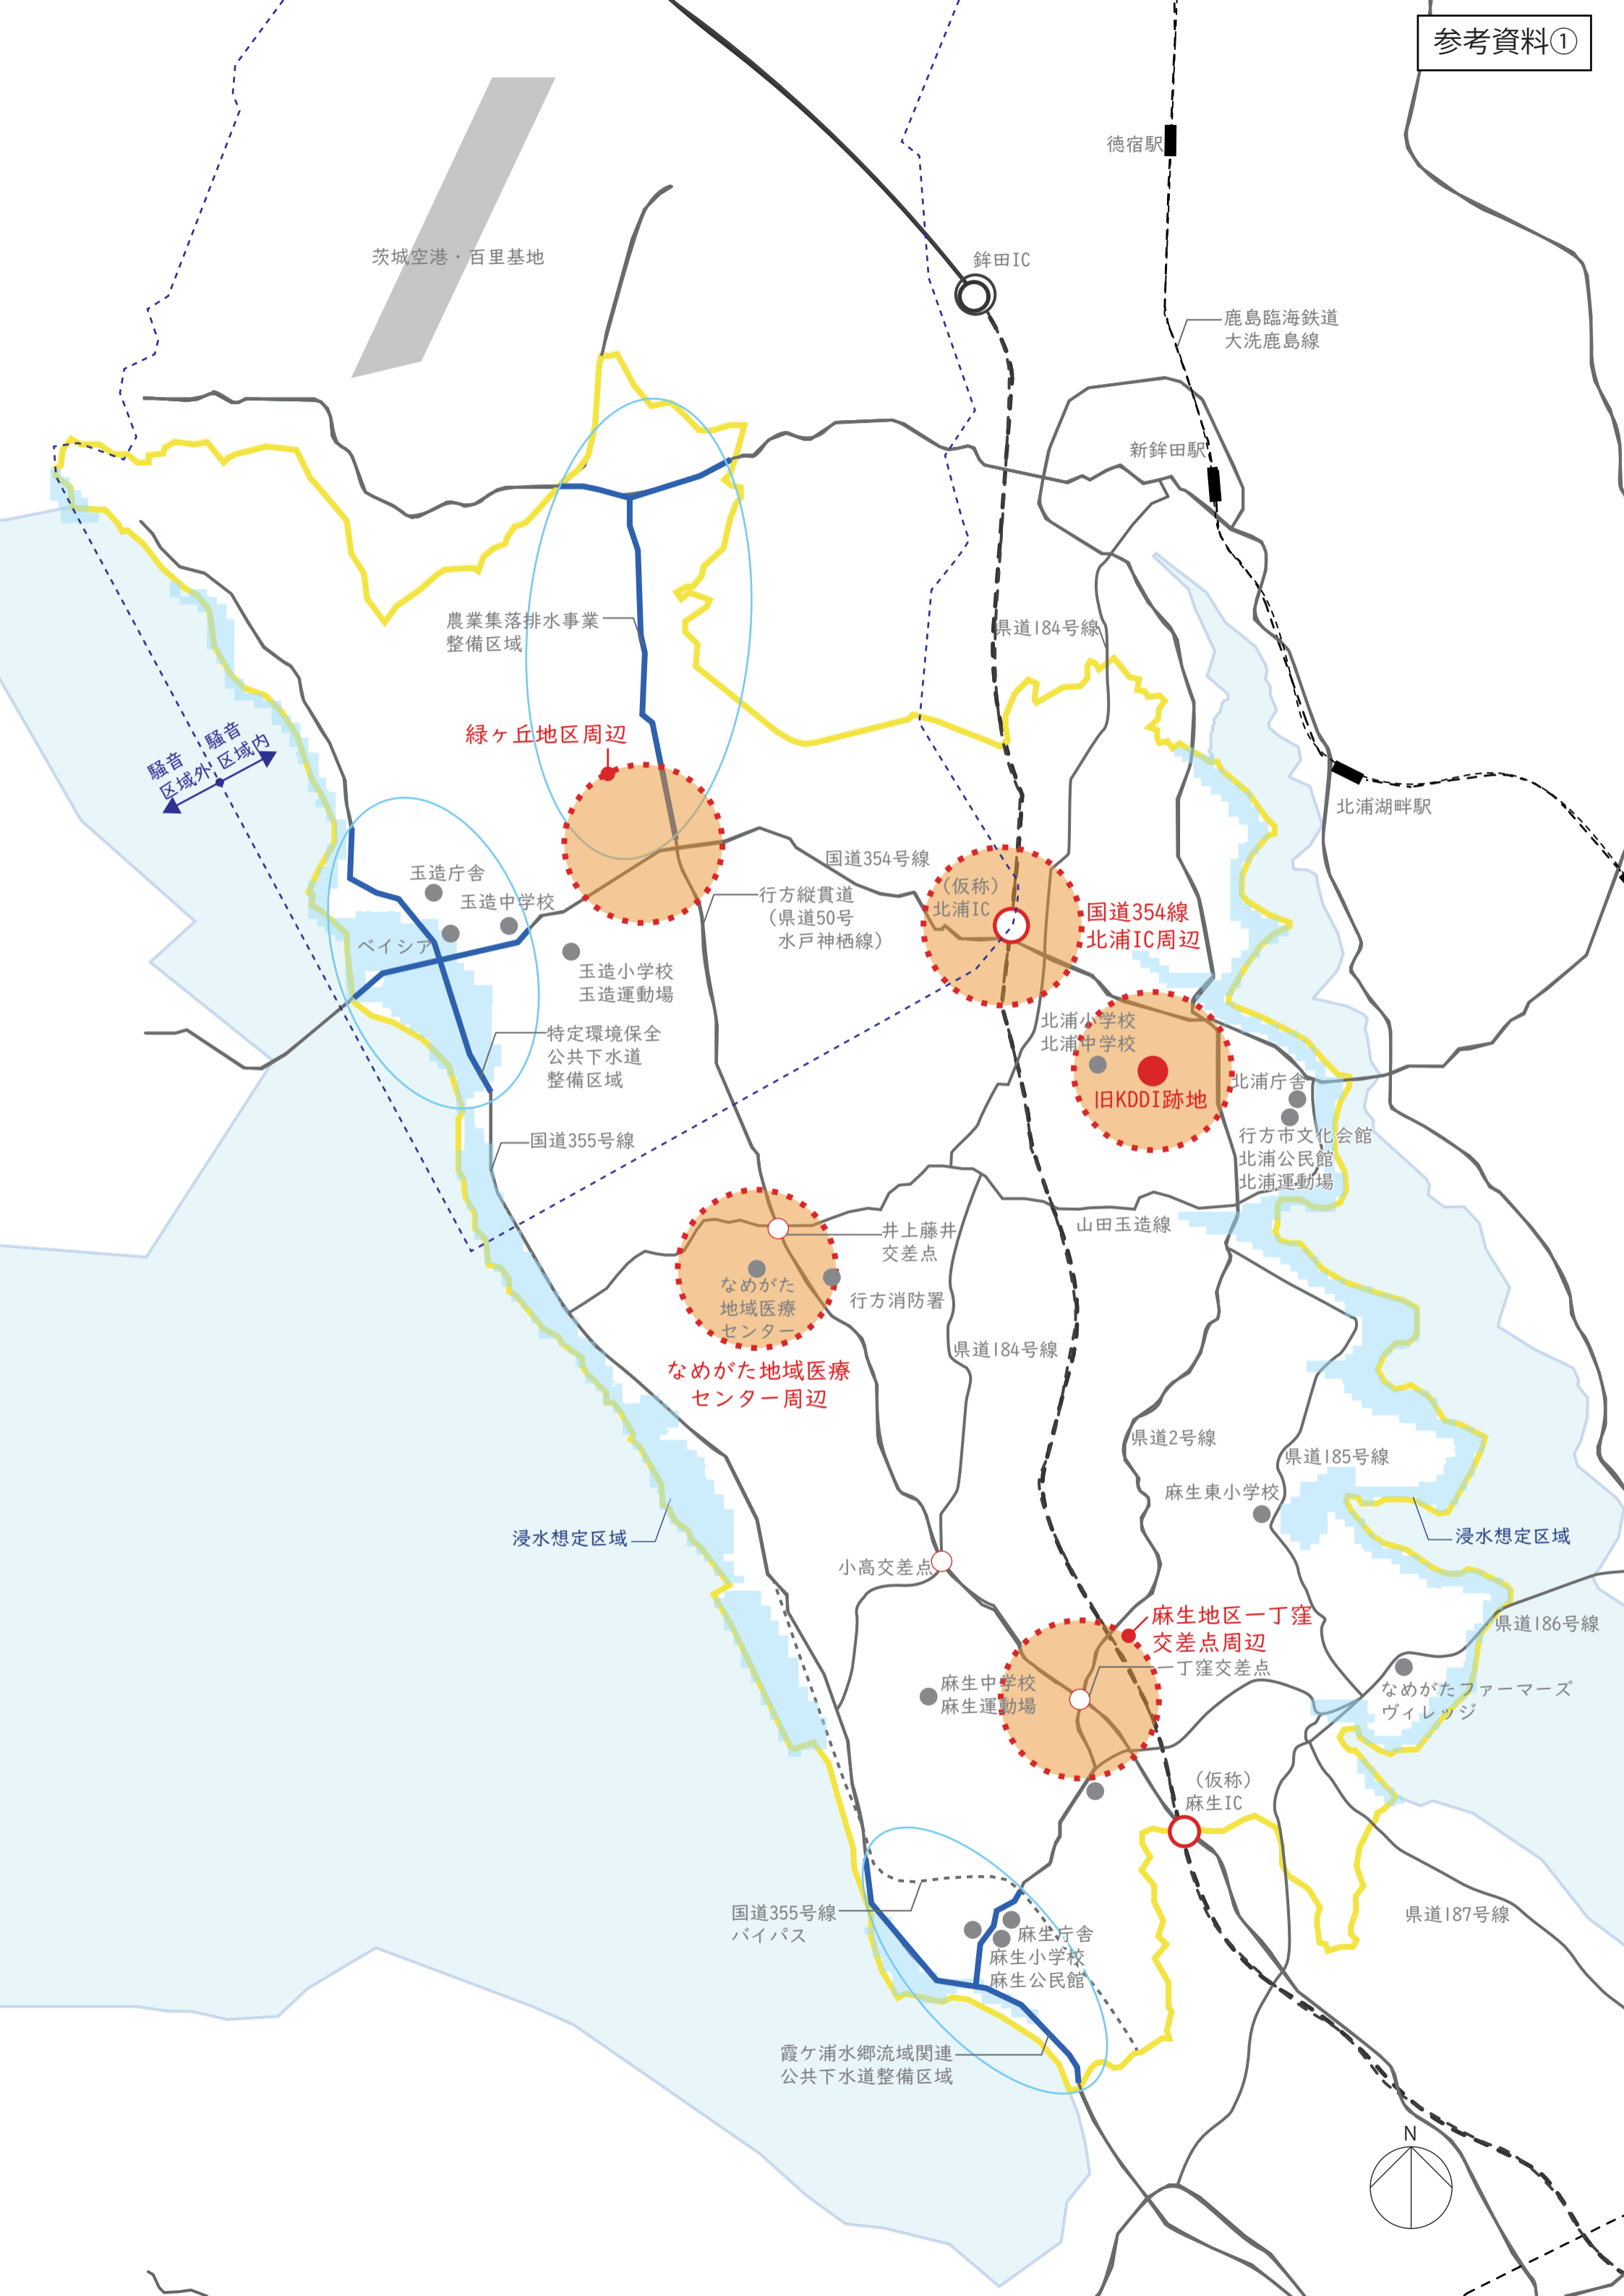 参考資料①
徳宿駅
茨城空港・百里基地
鉾田IC
鹿島臨海鉄道
大洗鹿島線
新鉾田駅
農業集落排水事業
整備区域
県道184号線
緑ヶ丘地区周辺
騒音
区域外
騒音
区域内
北浦湖畔駅
国道354号線
玉造庁舎
玉造中学校
ベイシア
行方縦貫道
（県道50号
水戸神栖線）
（仮称）
北浦IC
国道354線
北浦IC周辺
玉造小学校
玉造運動場
特定環境保全
公共下水道
整備区域
北浦小学校
北浦中学校
旧KDDI跡地
北浦庁舎
行方市文化会館
北浦公民館
北浦運動場
国道355号線
山田玉造線
井上藤井
交差点
なめがた
地域医療
センター
行方消防署
なめがた地域医療
センター周辺
県道184号線
県道2号線
県道185号線
麻生東小学校
浸水想定区域
浸水想定区域
小高交差点
麻生地区一丁窪
交差点周辺
一丁窪交差点
県道186号線
麻生中学校
麻生運動場
なめがたファーマーズ
ヴィレッジ
（仮称）
麻生IC
国道355号線
バイパス
県道187号線
麻生庁舎
麻生小学校
麻生公民館
霞ケ浦水郷流域関連
公共下水道整備区域
N